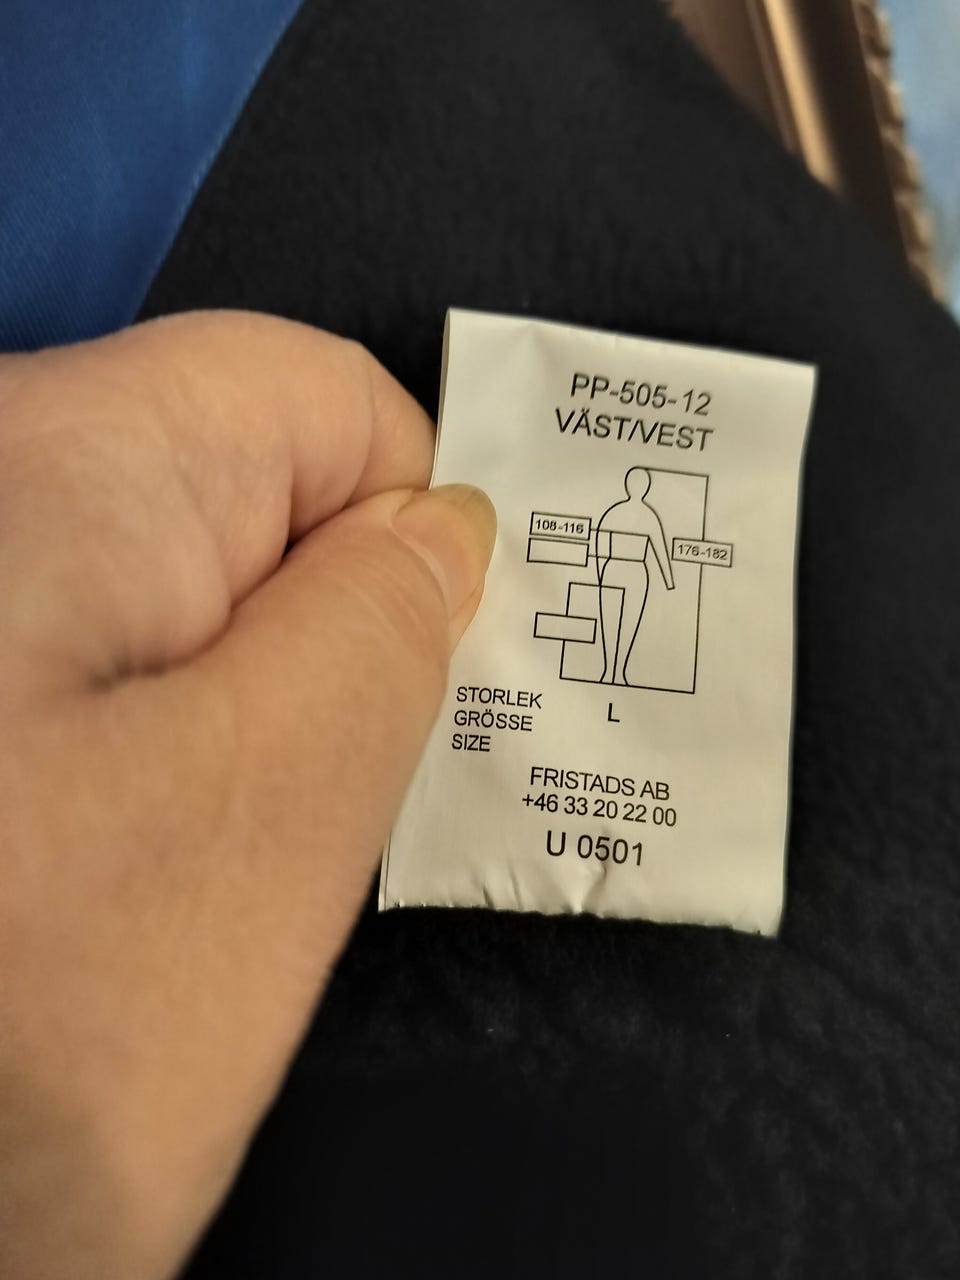 PP-505-12
VÄST/VEST
108-116
176-182
STORLEK
GRÖSSE
SIZE
L
FRISTADS AB
+46 33 20 22 00
U 0501